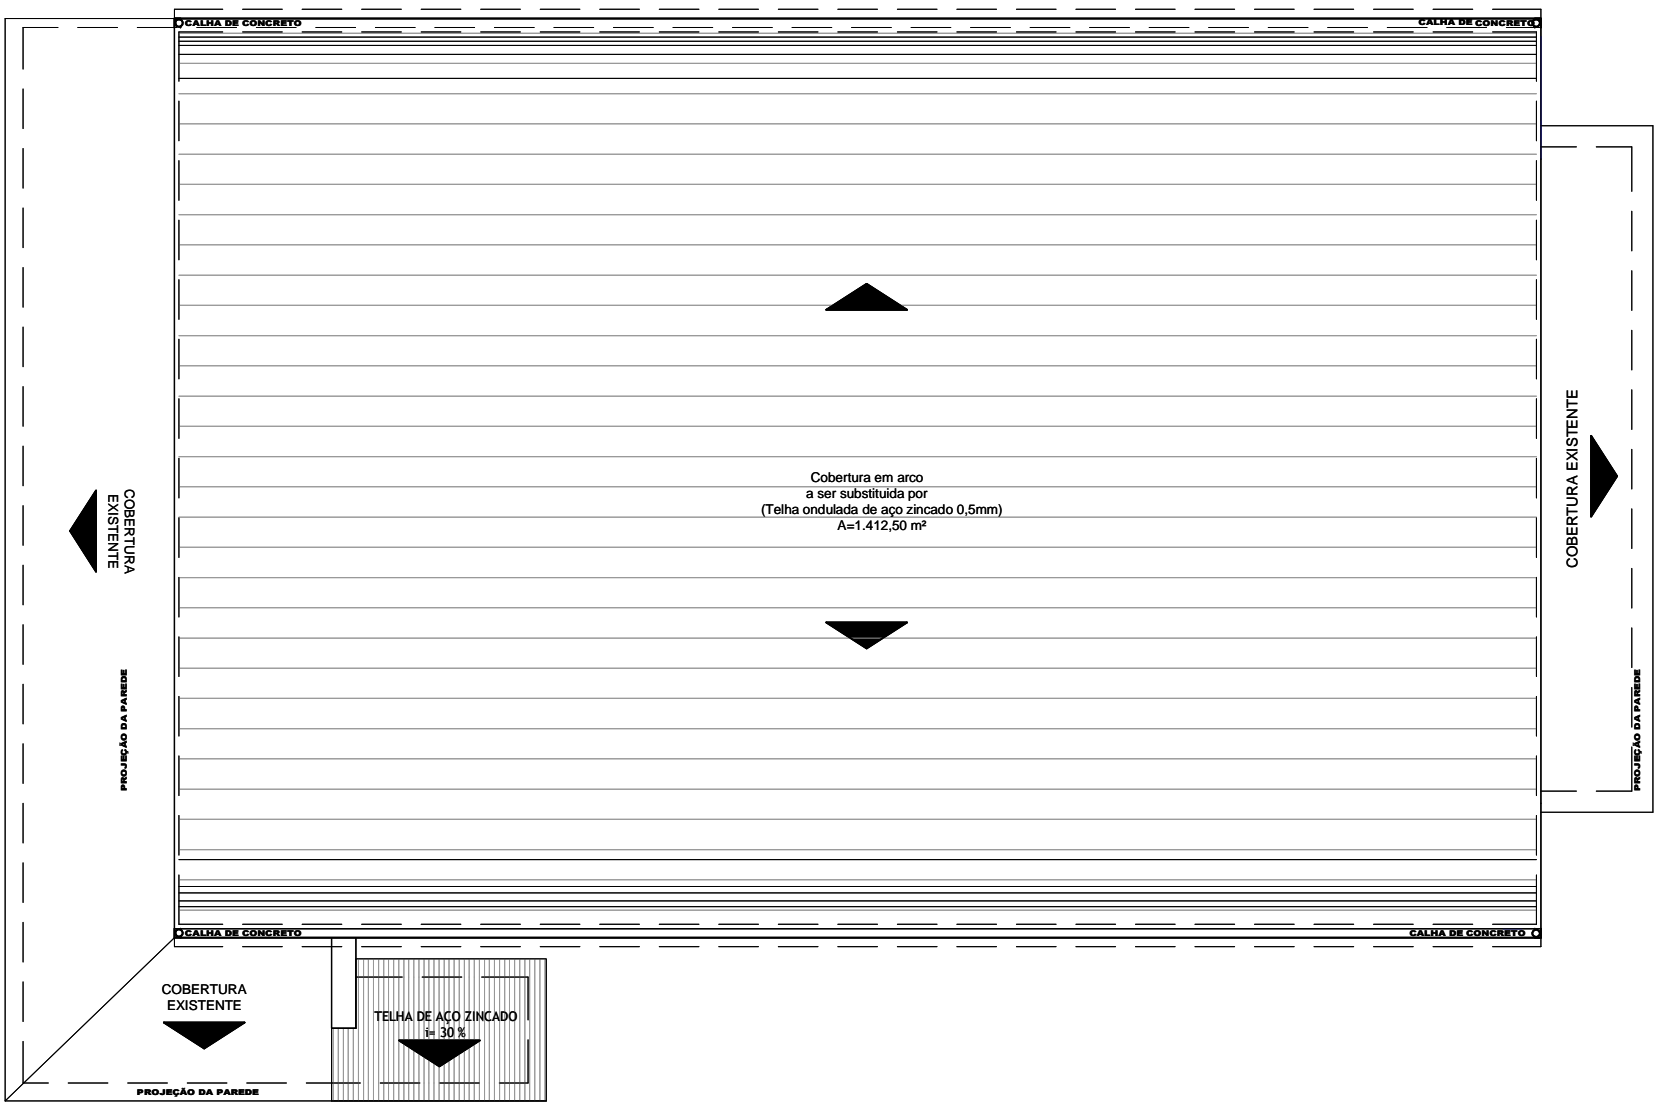 CALHA DE CONCRETO
CALHA DE CONCRETO
Cobertura em arco
a ser substituida por
(Telha ondulada de aço zincado 0,5mm)
A=1.412,50 m²
COBERTURA
EXISTENTE
COBERTURA EXISTENTE
PROJEÇÃO DA PAREDE
PROJEÇÃO DA PAREDE
CALHA DE CONCRETO
CALHA DE CONCRETO
COBERTURA
EXISTENTE
TELHA DE AÇO ZINCADO
i= 30 %
PROJEÇÃO DA PAREDE